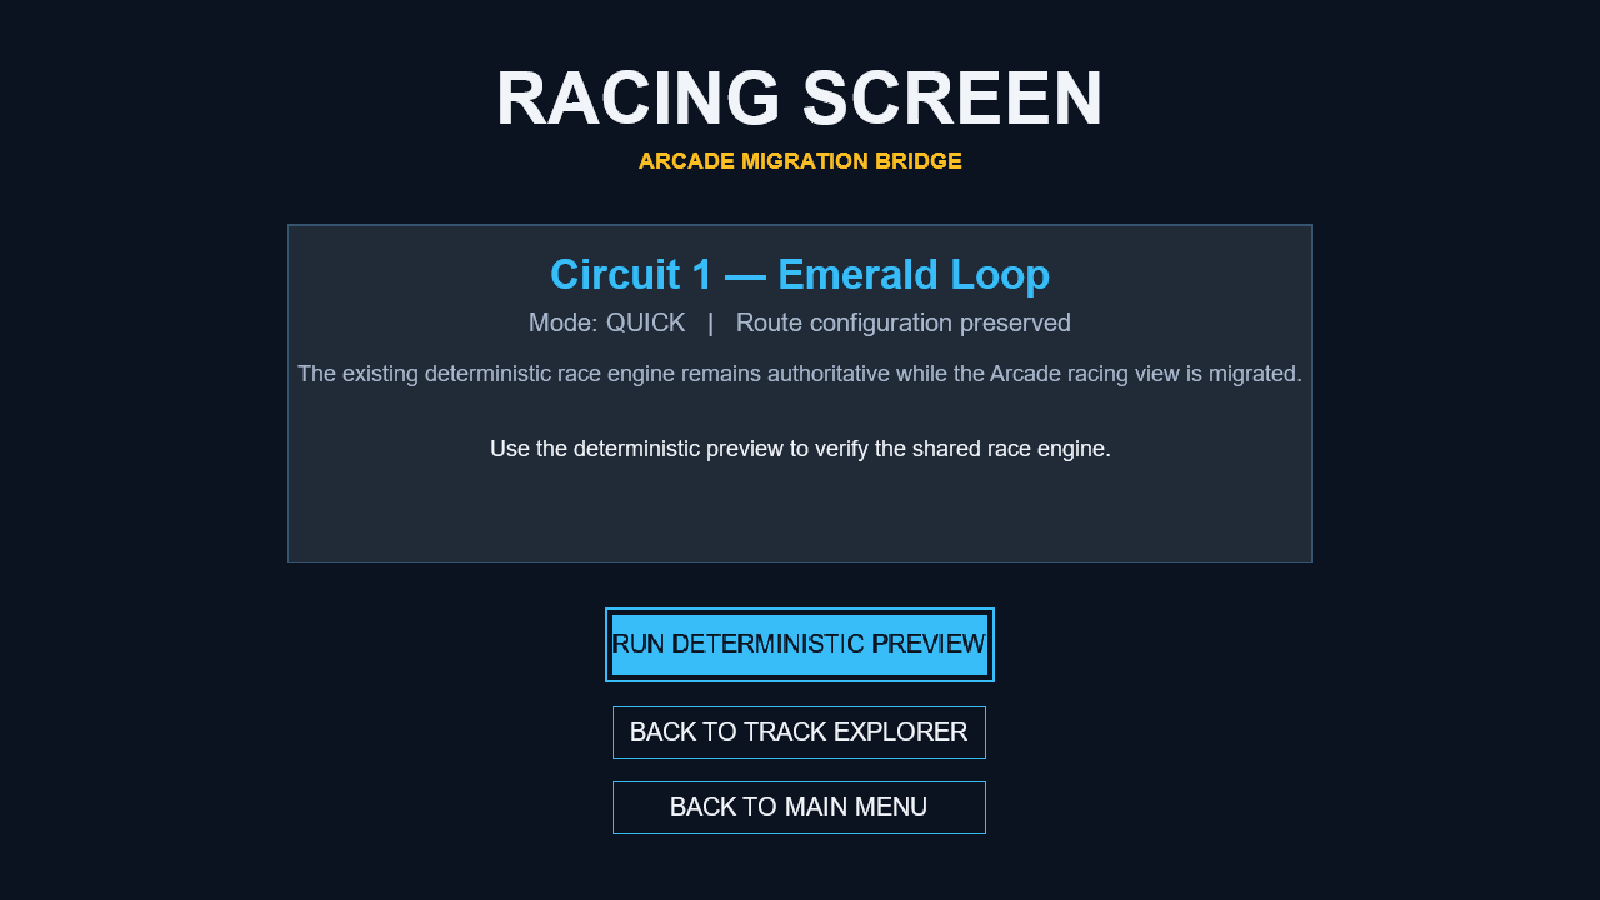 RACING SCREEN
ARCADE MIGRATION BRIDGE
Circuit 1 — Emerald Loop
Mode: QUICK | Route configuration preserved
The existing deterministic race engine remains authoritative while the Arcade racing view is migrated.
Use the deterministic preview to verify the shared race engine.
RUN DETERMINISTIC PREVIEW
BACK TO TRACK EXPLORER
BACK TO MAIN MENU